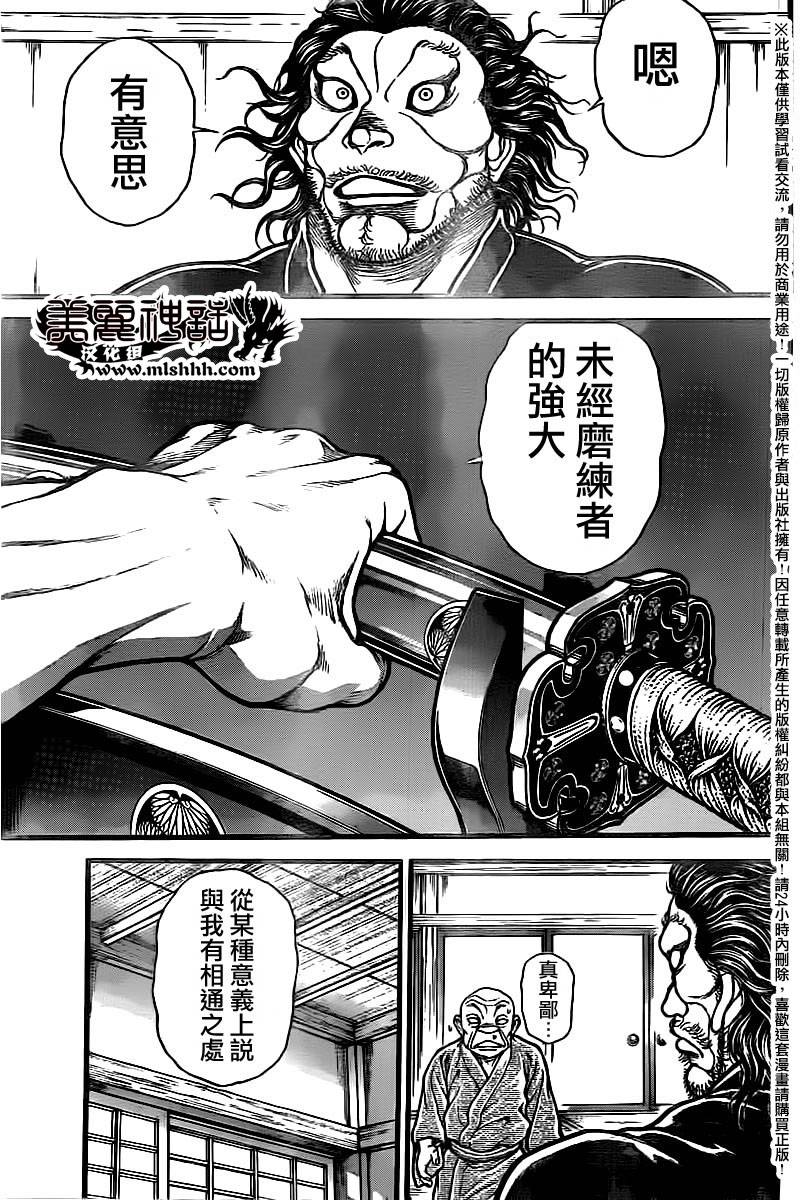 嗯
有意思
美麗神話
汉化组
www.mlshhh.com
未經磨練者
的強大
真卑鄙…
從某種意義上說
與我有相通之處
※此版本僅供學習試看交流，請勿用於商業用途！一切版權歸原作者與出版社擁有！因任意轉載所產生的版權糾紛都與本組無關！請24小時內刪除，喜歡這套漫畫請購買正版！